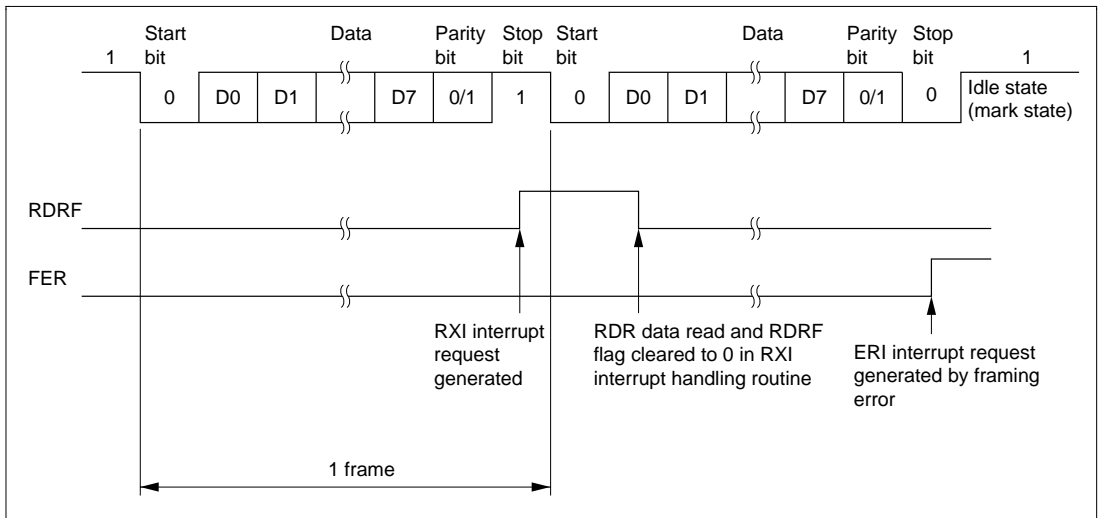 Start Data Parity Stop Start Data Parity Stop
1 bit bit bit bit bit bit 1
0 D0 D1 D7 0/1 1 0 D0 D1 D7 0/1 0 Idle state
(mark state)
RDRF
FER
RXI interrupt
request
generated
RDR data read and RDRF
flag cleared to 0 in RXI
interrupt handling routine
ERI interrupt request
generated by framing
error
1 frame